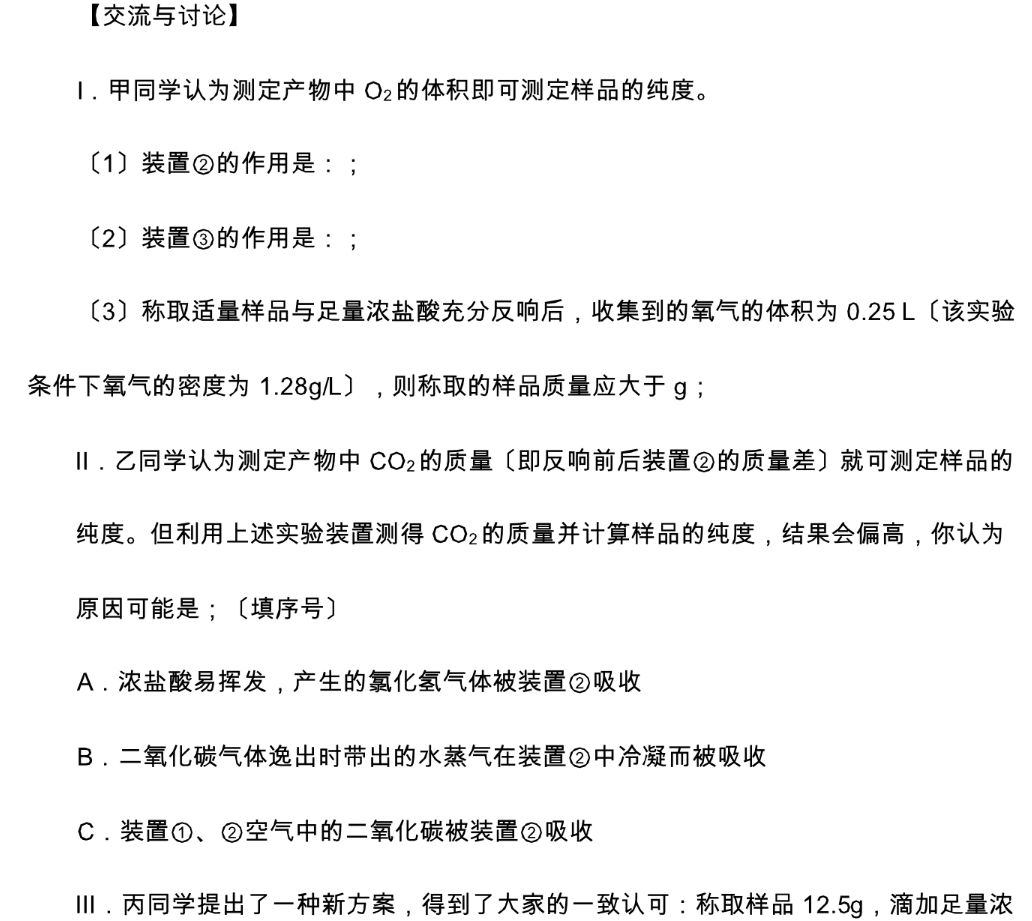 【交流与讨论】
I．甲同学认为测定产物中 O₂的体积即可测定样品的纯度。
〔1〕装置②的作用是：；
〔2〕装置③的作用是：；
〔3〕称取适量样品与足量浓盐酸充分反响后，收集到的氧气的体积为 0.25 L〔该实验
条件下氧气的密度为 1.28g/L〕，则称取的样品质量应大于 g；
II．乙同学认为测定产物中 CO₂的质量〔即反响前后装置②的质量差〕就可测定样品的
纯度。但利用上述实验装置测得 CO₂的质量并计算样品的纯度，结果会偏高，你认为
原因可能是；〔填序号〕
A．浓盐酸易挥发，产生的氯化氢气体被装置②吸收
B．二氧化碳气体逸出时带出的水蒸气在装置②中冷凝而被吸收
C．装置①、②空气中的二氧化碳被装置②吸收
III．丙同学提出了一种新方案，得到了大家的一致认可：称取样品 12.5g，滴加足量浓